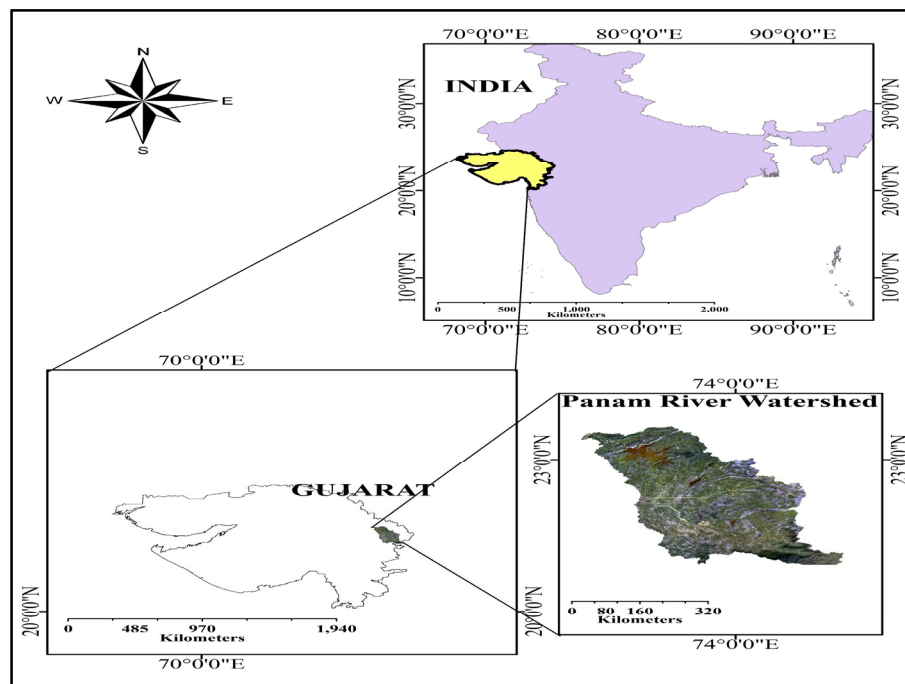 N
W E
S
70°0'0"E 80°0'0"E 90°0'0"E
INDIA
30°0'0"N 30°0'0"N
20°0'0"N 20°0'0"N
10°0'0"N 10°0'0"N
0 500 1.000 2.000
Kilometers
70°0'0"E 80°0'0"E 90°0'0"E
70°0'0"E
GUJARAT
20°0'0"N 20°0'0"N
0 485 970 1,940
Kilometers
70°0'0"E
74°0'0"E
Panam River Watershed
23°0'0"N 23°0'0"N
0 80 160 320
Kilometers
74°0'0"E